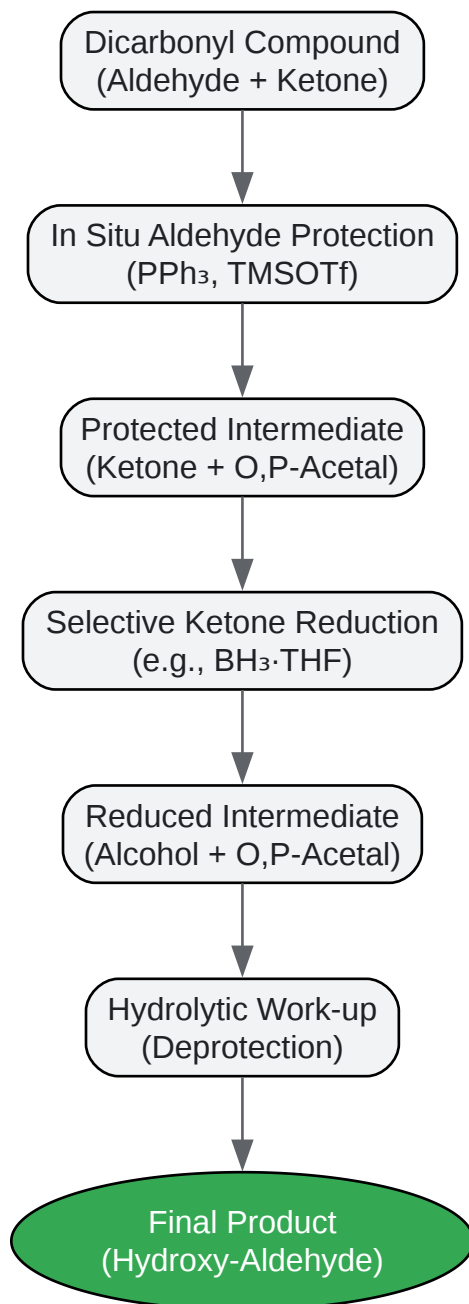 Dicarbonyl Compound
(Aldehyde + Ketone)
In Situ Aldehyde Protection
(PPh₃, TMSOTf)
Protected Intermediate
(Ketone + O,P-Acetal)
Selective Ketone Reduction
(e.g., BH₃·THF)
Reduced Intermediate
(Alcohol + O,P-Acetal)
Hydrolytic Work-up
(Deprotection)
Final Product
(Hydroxy-Aldehyde)